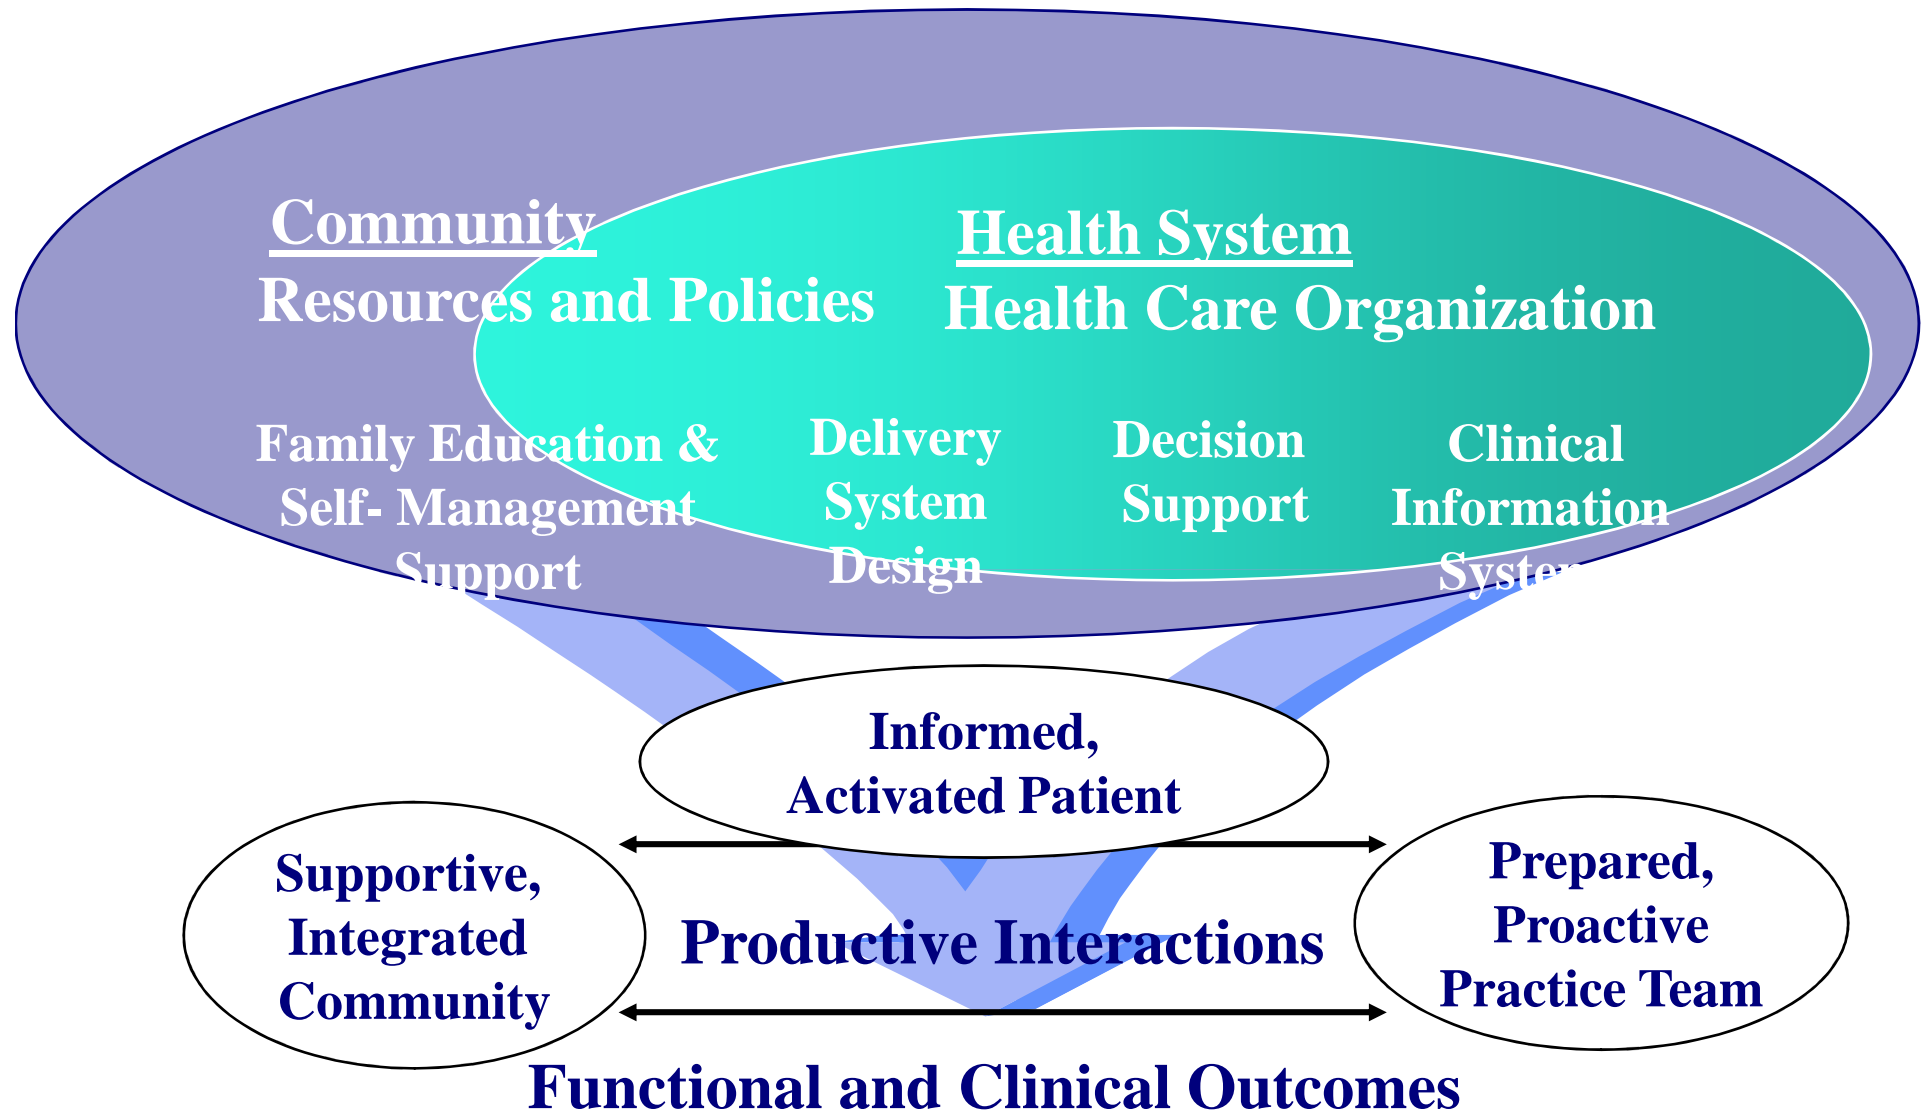 Community
Resources and Policies
Health System
Health Care Organization
Family Education &
Self- Management
Support
Delivery
System
Design
Decision
Support
Clinical
Information
System
Informed,
Activated Patient
Supportive,
Integrated
Community
Productive Interactions
Prepared,
Proactive
Practice Team
Functional and Clinical Outcomes